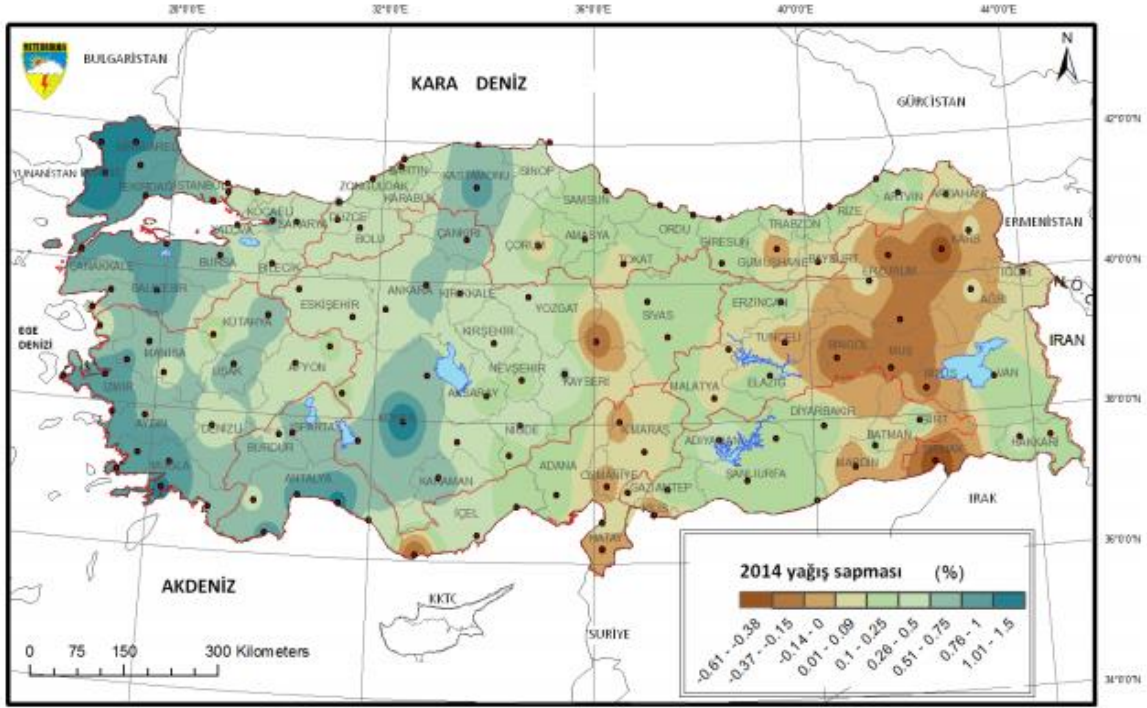 28°0'0"E 32°0'0"E 36°0'0"E 40°0'0"E 44°0'0"E
METEOROLOJİ
BULGARİSTAN
N
KARA DENİZ
GÜRCİSTAN
42°0'0"N
YUNANİSTAN
KIRKLARELİ
TEKİRDAĞ
İSTANBUL
ZONGULDAK
BARTIN
KARABÜK
KASTAMONU
SİNOP
SAMSUN
ARTVİN
ARDAHAN
ERMENİSTAN
KOCAELİ
YALOVA
SAKARYA
DÜZCE
BOLU
ÇANKIRI
ÇORUM
AMASYA
ORDU
GİRESUN
TRABZON
RİZE
KARS
40°0'0"N
ÇANAKKALE
BURSA
BİLECİK
TOKAT
GÜMÜŞHANE
BAYBURT
ERZURUM
IĞDIR
N Ö C
BALIKESİR
ESKİŞEHİR
ANKARA
KIRIKKALE
YOZGAT
SİVAS
ERZİNCAN
AĞRI
EGE
DENİZİ
KÜTAHYA
KIRŞEHİR
TUNCELİ
IRAN
MANİSA
UŞAK
AFYON
NEVŞEHİR
KAYSERİ
BİNGÖL
MUŞ
İZMİR
AKSARAY
MALATYA
ELAZIĞ
BİTLİS
VAN
38°0'0"N
AYDIN
DENİZLİ
ISPARTA
KONYA
NİĞDE
MARAŞ
ADIYAMAN
DİYARBAKIR
BATMAN
SİİRT
BURDUR
HAKKARİ
MUĞLA
ANTALYA
KARAMAN
ADANA
OSMANİYE
GAZİANTEP
ŞANLIURFA
MARDİN
ŞIRNAK
İÇEL
IRAK
HATAY
36°0'0"N
AKDENİZ
KKTC
SURİYE
2014 yağış sapması (%)
-0.61 - -0.38
-0.37 - -0.15
-0.14 - 0
0.01 - 0.09
0.1 - 0.25
0.26 - 0.5
0.51 - 0.75
0.76 - 1
1.01 - 1.5
0 75 150 300 Kilometers
34°0'0"N